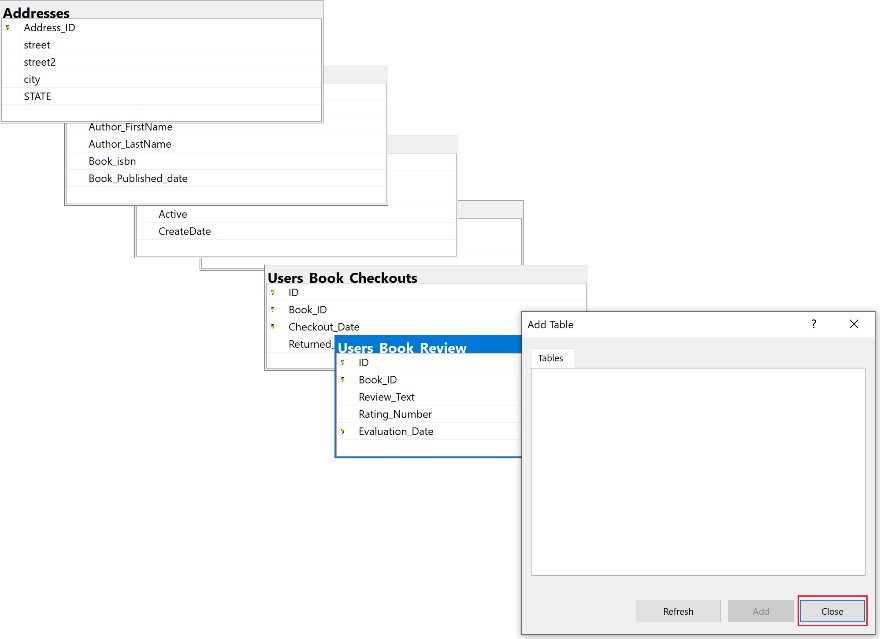 Addresses
Address_ID
street
street2
city
STATE
Author_FirstName
Author_LastName
Book_isbn
Book_Published_date
Active
CreateDate
Users_Book_Checkouts
ID
Book_ID
Checkout_Date
Returned_
Users_Book_Review
ID
Book_ID
Review_Text
Rating_Number
Evaluation_Date
Add Table
?
Tables
Refresh
Add
Close